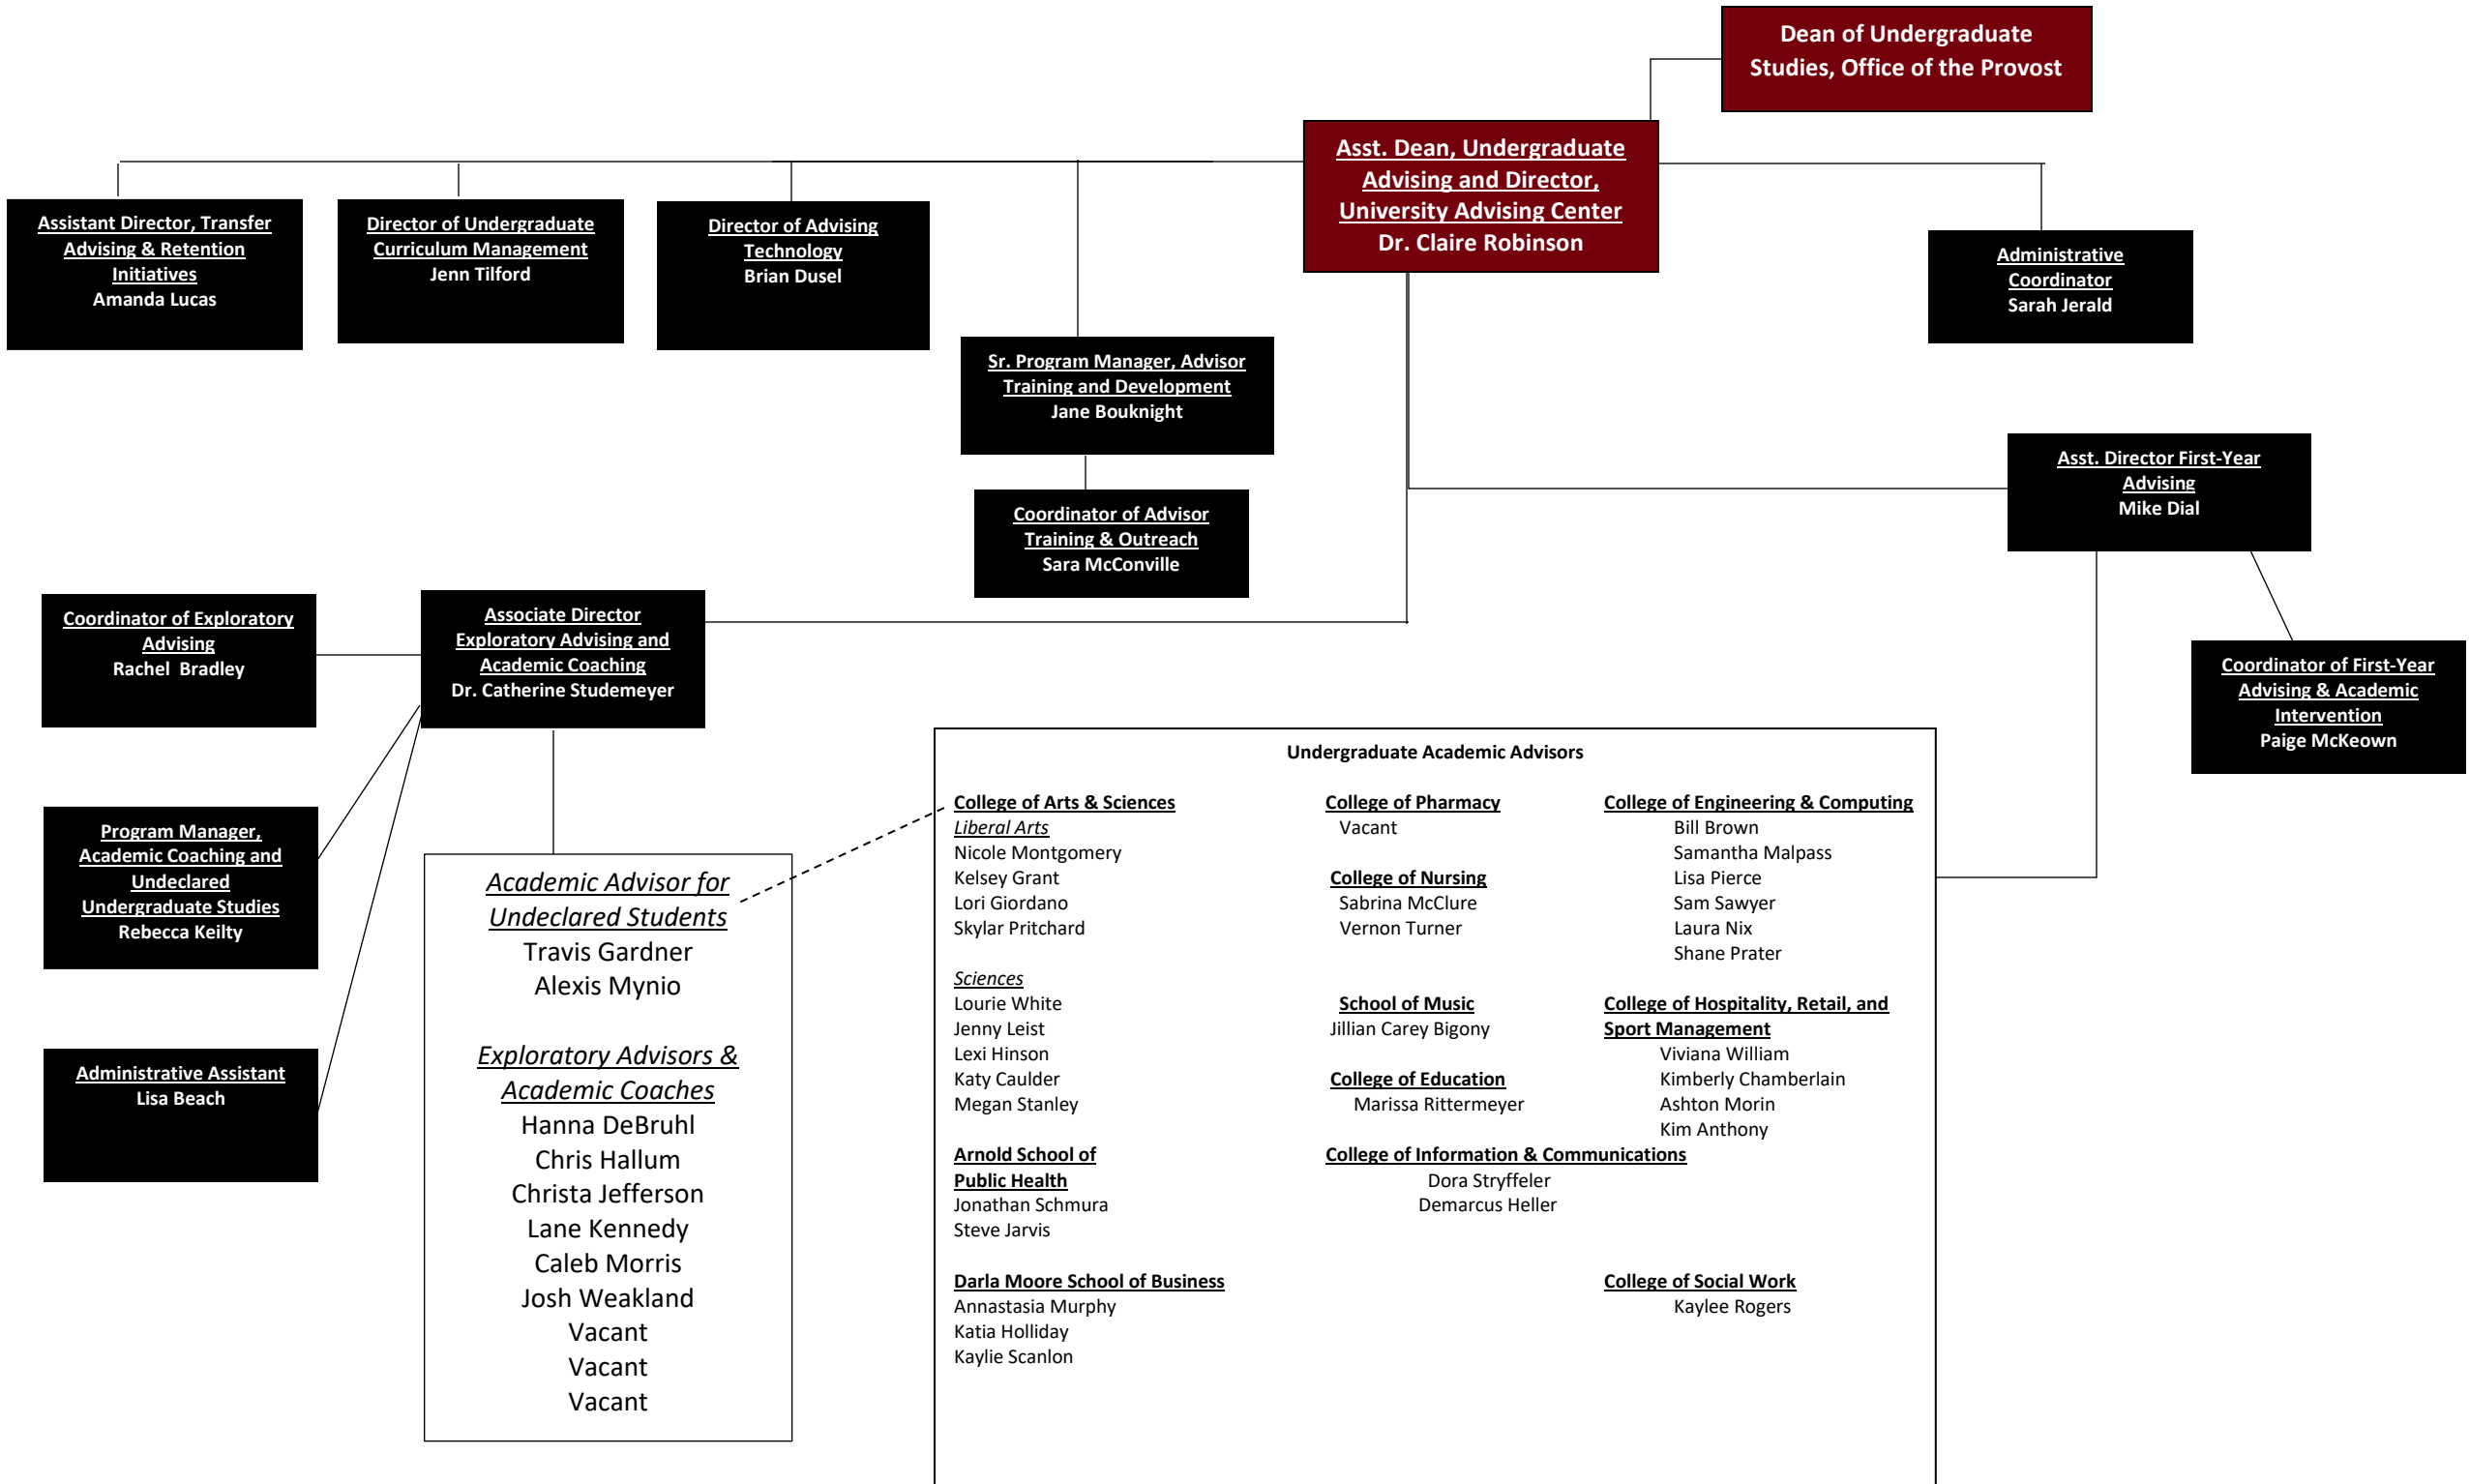 Dean of Undergraduate
Studies, Office of the Provost
Asst. Dean, Undergraduate
Advising and Director,
University Advising Center
Dr. Claire Robinson
Assistant Director, Transfer
Advising & Retention
Initiatives
Amanda Lucas
Director of Undergraduate
Curriculum Management
Jenn Tilford
Director of Advising
Technology
Brian Dusel
Administrative
Coordinator
Sarah Jerald
Sr. Program Manager, Advisor
Training and Development
Jane Bouknight
Coordinator of Advisor
Training & Outreach
Sara McConville
Asst. Director First-Year
Advising
Mike Dial
Coordinator of First-Year
Advising & Academic
Intervention
Paige McKeown
Coordinator of Exploratory
Advising
Rachel Bradley
Associate Director
Exploratory Advising and
Academic Coaching
Dr. Catherine Studemeyer
Program Manager,
Academic Coaching and
Undeclared
Undergraduate Studies
Rebecca Keilty
Administrative Assistant
Lisa Beach
Academic Advisor for
Undeclared Students
Travis Gardner
Alexis Mynio
Exploratory Advisors &
Academic Coaches
Hanna DeBruhl
Chris Hallum
Christa Jefferson
Lane Kennedy
Caleb Morris
Josh Weakland
Vacant
Vacant
Vacant
Undergraduate Academic Advisors
College of Arts & Sciences
Liberal Arts
Nicole Montgomery
Kelsey Grant
Lori Giordano
Skylar Pritchard
Sciences
Lourie White
Jenny Leist
Lexi Hinson
Katy Caulder
Megan Stanley
Arnold School of
Public Health
Jonathan Schmura
Steve Jarvis
Darla Moore School of Business
Annastasia Murphy
Katia Holliday
Kaylie Scanlon
College of Pharmacy
Vacant
College of Nursing
Sabrina McClure
Vernon Turner
School of Music
Jillian Carey Bigony
College of Education
Marissa Rittermeyer
College of Information & Communications
Dora Stryffeler
Demarcus Heller
College of Engineering & Computing
Bill Brown
Samantha Malpass
Lisa Pierce
Sam Sawyer
Laura Nix
Shane Prater
College of Hospitality, Retail, and
Sport Management
Viviana William
Kimberly Chamberlain
Ashton Morin
Kim Anthony
College of Social Work
Kaylee Rogers